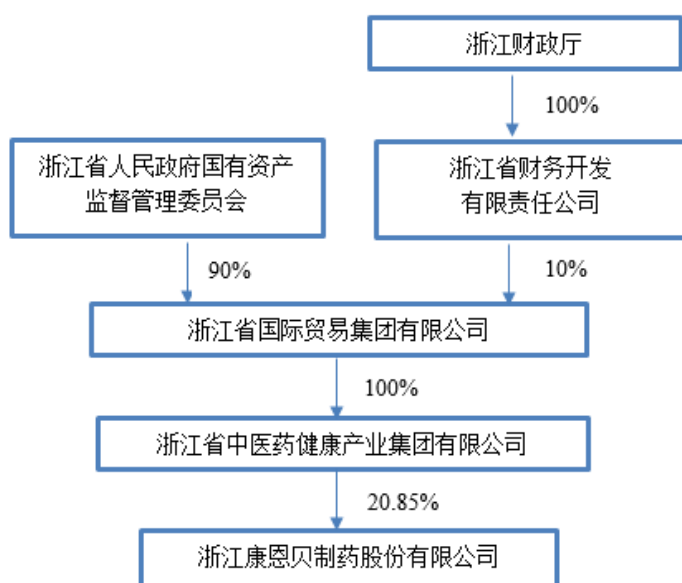 浙江财政厅
100%
浙江省人民政府国有资产
监督管理委员会
浙江省财务开发
有限责任公司
90%
10%
浙江省国际贸易集团有限公司
100%
浙江省中医药健康产业集团有限公司
20.85%
浙江康恩贝制药股份有限公司